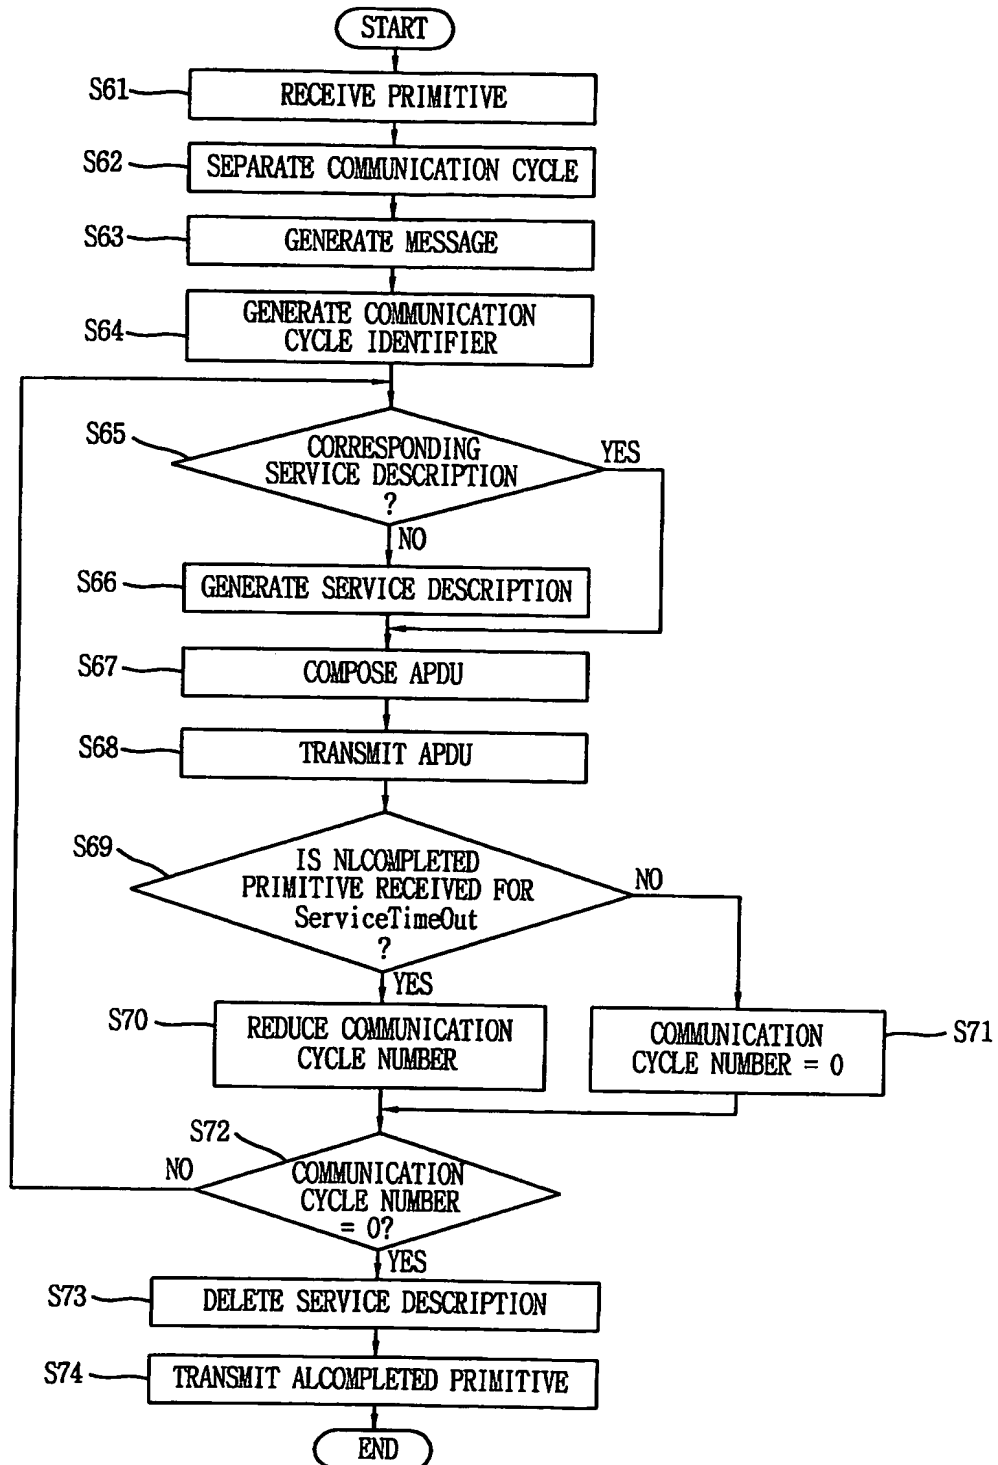 START
S61
RECEIVE PRIMITIVE
S62
SEPARATE COMMUNICATION CYCLE
S63
GENERATE MESSAGE
S64
GENERATE COMMUNICATION
CYCLE IDENTIFIER
S65
CORRESPONDING
SERVICE DESCRIPTION
?
YES
NO
S66
GENERATE SERVICE DESCRIPTION
S67
COMPOSE APDU
S68
TRANSMIT APDU
S69
IS NLCOMPLETED
PRIMITIVE RECEIVED FOR
ServiceTimeOut
?
NO
YES
S70
REDUCE COMMUNICATION
CYCLE NUMBER
COMMUNICATION
CYCLE NUMBER = 0
S71
S72
NO
COMMUNICATION
CYCLE NUMBER
= 0?
YES
S73
DELETE SERVICE DESCRIPTION
S74
TRANSMIT ALCOMPLETED PRIMITIVE
END